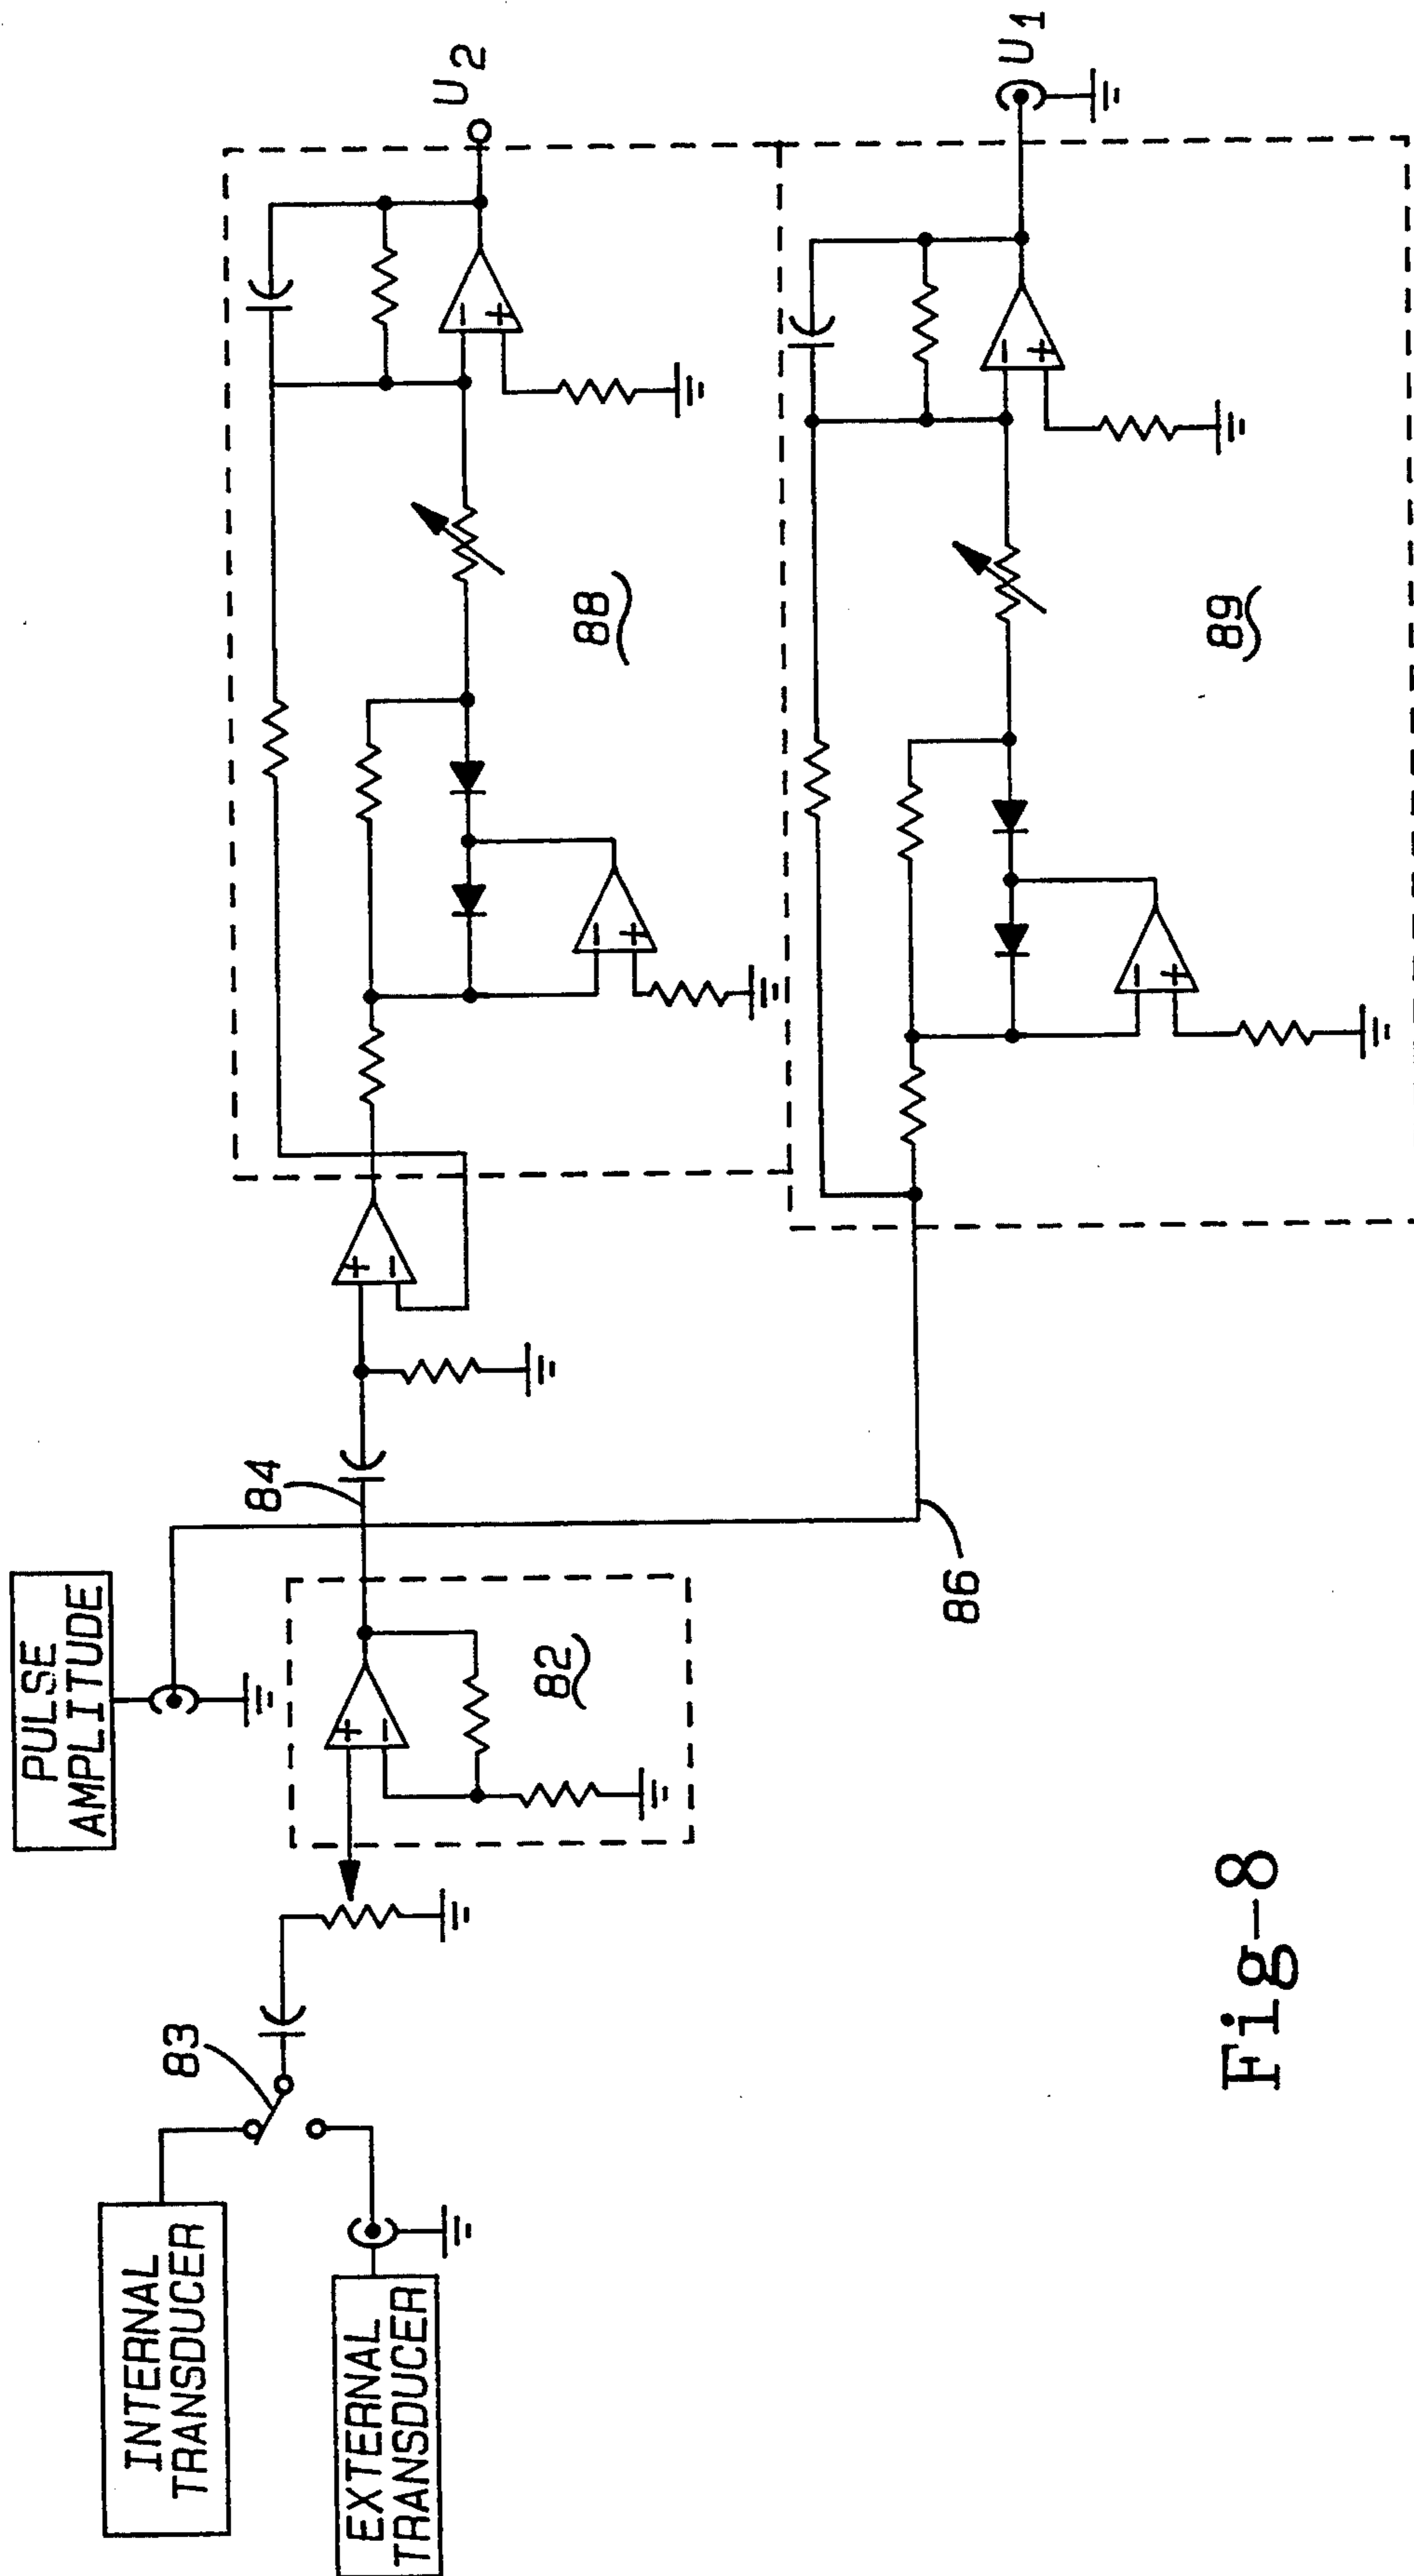 INTERNAL
TRANSDUCER
EXTERNAL
TRANSDUCER
83
PULSE
AMPLITUDE
+
−
82
84
86
+
−
−
+
88
−
+
U2
−
+
89
−
+
U1
Fig-8